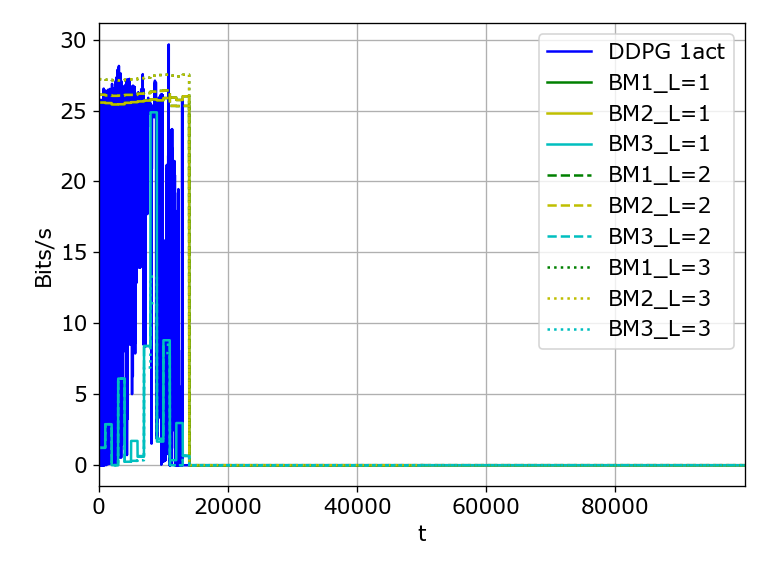 30
25
20
15
10
5
0
Bits/s
0 20000 40000 60000 80000
t
DDPG 1act
BM1_L=1
BM2_L=1
BM3_L=1
BM1_L=2
BM2_L=2
BM3_L=2
BM1_L=3
BM2_L=3
BM3_L=3